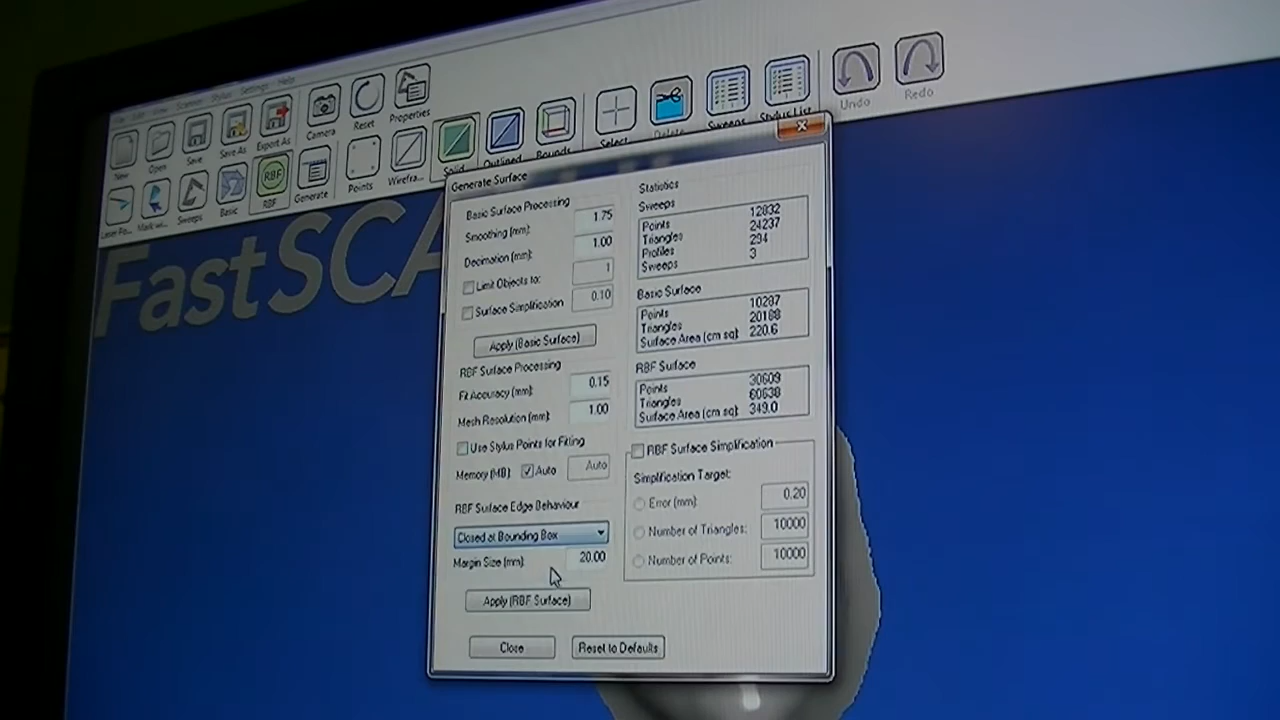 Scanner Stylus Settings Help
New
Open
Save
Save As
Export As
Camera
Reset
Properties
Sweeps
Basic
RBF
Generate
Points
Wirefra...
Solid
Outlined
Bounds
Select
Delete
Sweeps
Stylus List
Undo
Redo
FastSCA
Generate Surface
Basic Surface Processing
Smoothing (mm): 1.75
Decimation (mm): 1.00
Limit Objects to: 1
Surface Simplification 0.10
Apply (Basic Surface)
RBF Surface Processing
Fit Accuracy (mm): 0.15
Mesh Resolution (mm): 1.00
Use Stylus Points for Fitting
Memory (MB): Auto Auto
RBF Surface Edge Behaviour
Closed at Bounding Box
Margin Size (mm): 20.00
Apply (RBF Surface)
Close
Reset to Defaults
Statistics
Sweeps
Points 12832
Triangles 24237
Profiles 294
Sweeps 3
Basic Surface
Points 10287
Triangles 20188
Surface Area (cm sq): 220.6
RBF Surface
Points 30609
Triangles 60638
Surface Area (cm sq): 349.0
RBF Surface Simplification
Simplification Target:
Error (mm): 0.20
Number of Triangles: 10000
Number of Points: 10000